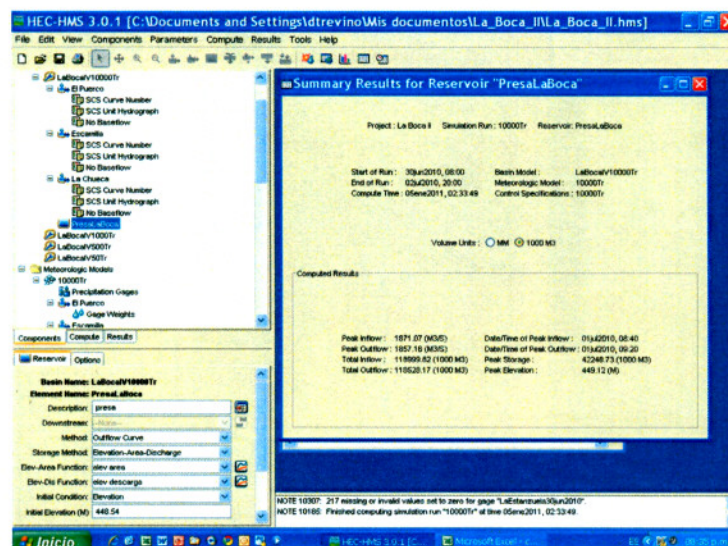 HEC-HMS 3.0.1 [C:\Documents and Settings\dtrevino\Mis documentos\La_Boca_II\La_Boca_II.hms]
File Edit View Components Parameters Compute Results Tools Help
LaBocaIV10000Tr
El Puerco
SCS Curve Number
SCS Unit Hydrograph
No Baseflow
Escamilla
SCS Curve Number
SCS Unit Hydrograph
No Baseflow
La Chueca
SCS Curve Number
SCS Unit Hydrograph
No Baseflow
PresaLaBoca
LaBocaIV1000Tr
LaBocaIV500Tr
LaBocaIV50Tr
Meteorologic Models
10000Tr
Precipitation Gages
El Puerco
Gage Weights
Escamilla
Components Compute Results
Reservoir Options
Basin Name: LaBocaIV10000Tr
Element Name: PresaLaBoca
Description: presa
Downstream: --None--
Method: Outflow Curve
Storage Method: Elevation-Area-Discharge
Elev-Area Function: elev area
Elev-Dis Function: elev descarga
Initial Condition: Elevation
Initial Elevation (M) 448.54
Summary Results for Reservoir "PresaLaBoca"
Project : La Boca II Simulation Run : 10000Tr Reservoir: PresaLaBoca
Start of Run : 30jun2010, 08:00 Basin Model : LaBocaIV10000Tr
End of Run : 02jul2010, 20:00 Meteorologic Model : 10000Tr
Compute Time : 05ene2011, 02:33:49 Control Specifications : 10000Tr
Volume Units : MM 1000 M3
Computed Results
Peak Inflow : 1871.07 (M3/S) Date/Time of Peak Inflow : 01jul2010, 08:40
Peak Outflow : 1857.16 (M3/S) Date/Time of Peak Outflow : 01jul2010, 09:20
Total Inflow : 118999.62 (1000 M3) Peak Storage : 42248.73 (1000 M3)
Total Outflow : 118528.17 (1000 M3) Peak Elevation : 449.12 (M)
NOTE 10307: 217 missing or invalid values set to zero for gage "LaEstanzuela30jun2010".
NOTE 10185: Finished computing simulation run "10000Tr" at time 05ene2011, 02:33:49.
Inicio HEC-HMS 3.0.1 [C:... Microsoft Excel - c... ES